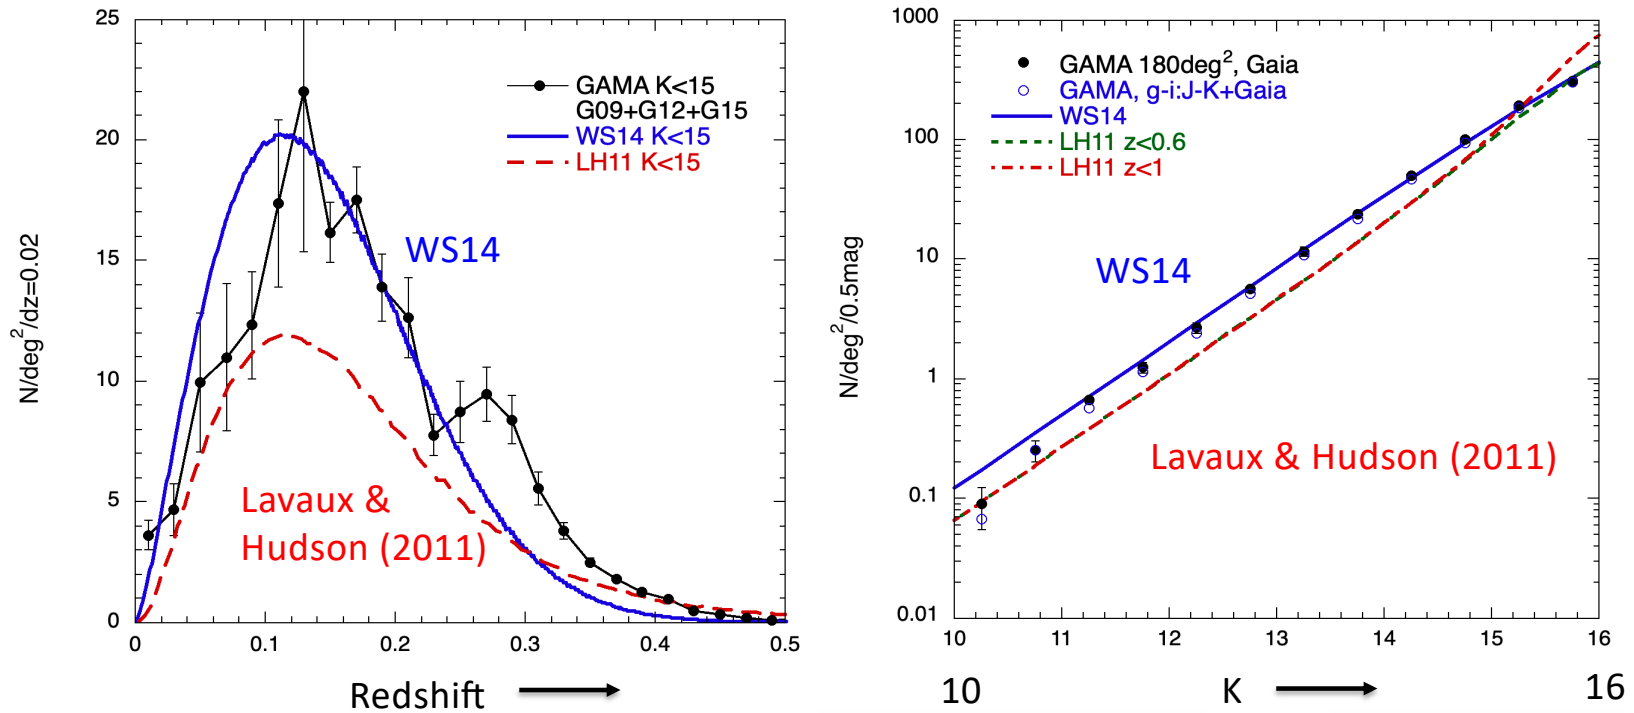 25
20
15
10
5
0
0
0.1
0.2
0.3
0.4
0.5
N/deg²/dz=0.02
GAMA K<15
G09+G12+G15
WS14 K<15
LH11 K<15
WS14
Lavaux &
Hudson (2011)
Redshift
1000
100
10
1
0.1
0.01
10
11
12
13
14
15
16
N/deg²/0.5mag
GAMA 180deg², Gaia
GAMA, g-i:J-K+Gaia
WS14
LH11 z<0.6
LH11 z<1
WS14
Lavaux & Hudson (2011)
10
K
16